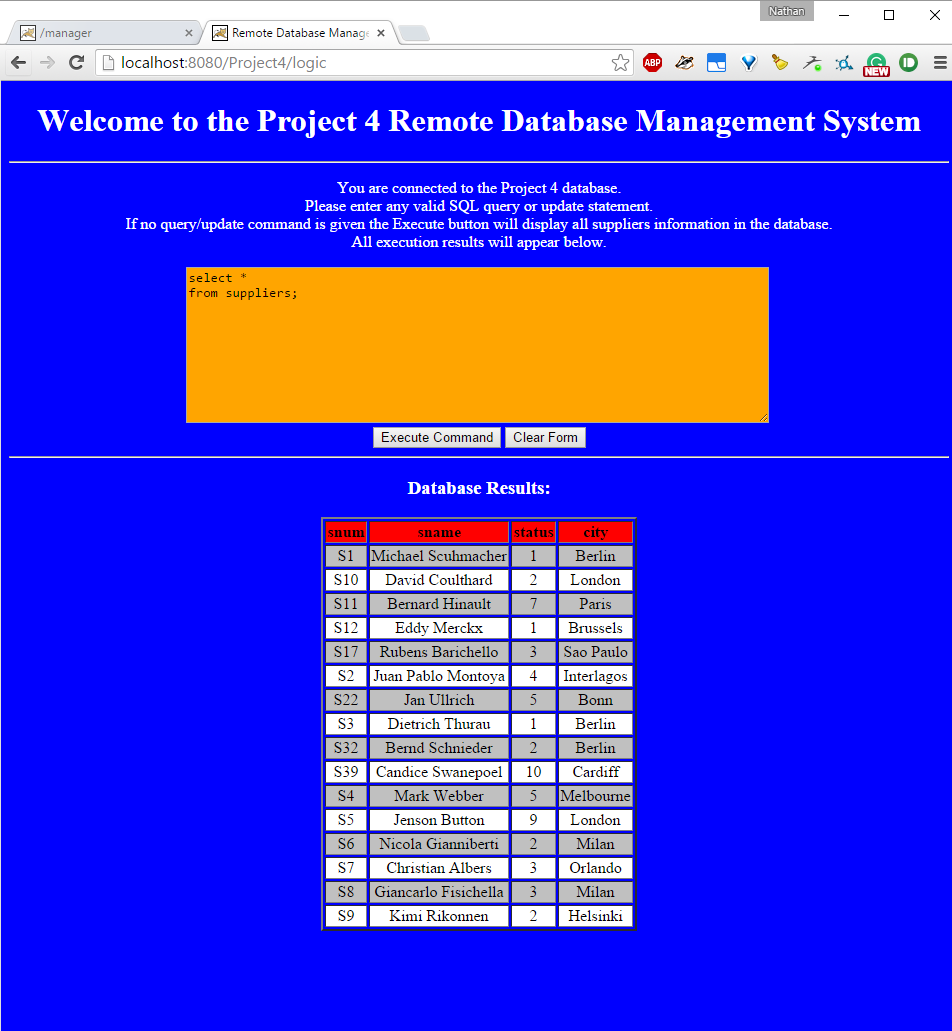 Nathan
/manager
Remote Database Manage
localhost:8080/Project4/logic
ABP
NEW
Welcome to the Project 4 Remote Database Management System
You are connected to the Project 4 database.
Please enter any valid SQL query or update statement.
If no query/update command is given the Execute button will display all suppliers information in the database.
All execution results will appear below.
select *
from suppliers;
Execute Command Clear Form
Database Results:
snum sname status city
S1 Michael Scuhmacher 1 Berlin
S10 David Coulthard 2 London
S11 Bernard Hinault 7 Paris
S12 Eddy Merckx 1 Brussels
S17 Rubens Barichello 3 Sao Paulo
S2 Juan Pablo Montoya 4 Interlagos
S22 Jan Ullrich 5 Bonn
S3 Dietrich Thurau 1 Berlin
S32 Bernd Schnieder 2 Berlin
S39 Candice Swanepoel 10 Cardiff
S4 Mark Webber 5 Melbourne
S5 Jenson Button 9 London
S6 Nicola Gianniberti 2 Milan
S7 Christian Albers 3 Orlando
S8 Giancarlo Fisichella 3 Milan
S9 Kimi Rikonnen 2 Helsinki